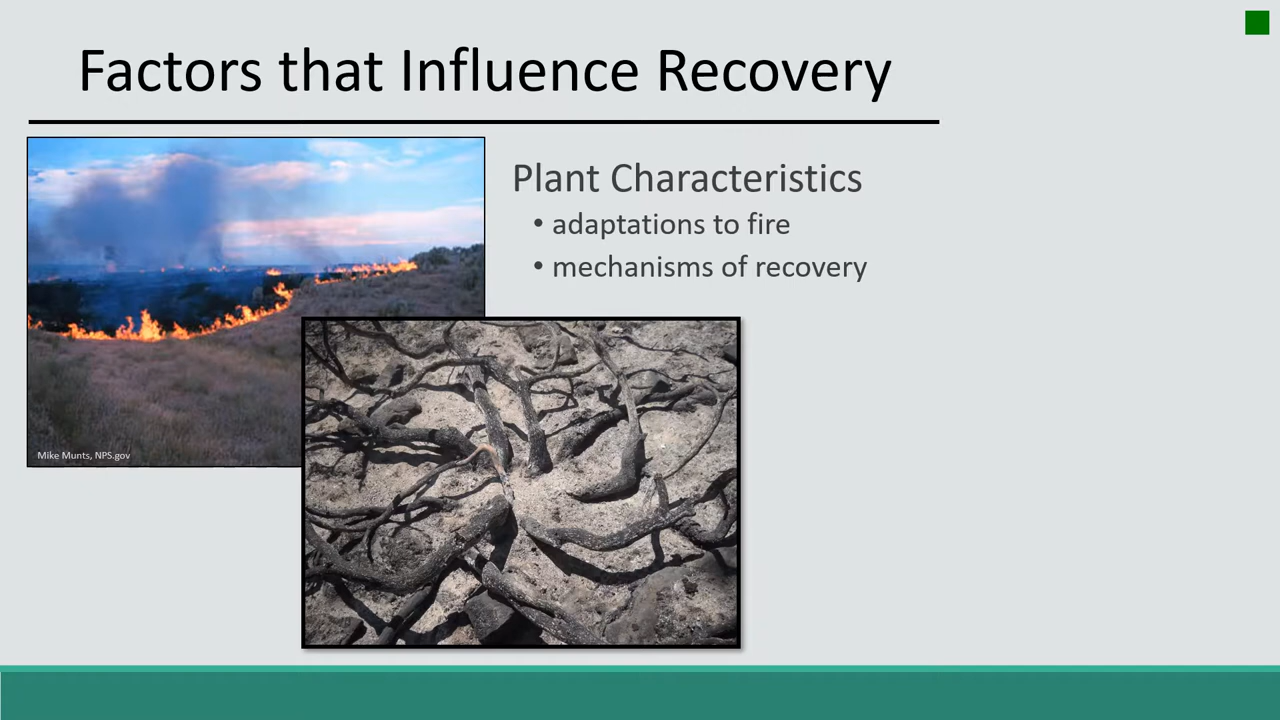 Factors that Influence Recovery
Plant Characteristics
• adaptations to fire
• mechanisms of recovery
Mike Munts, NPS.gov